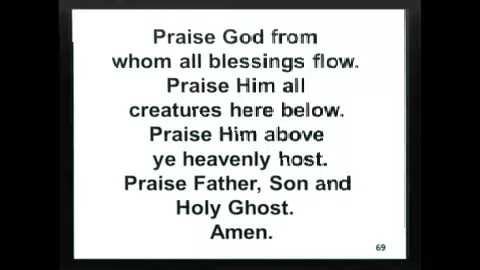 Praise God from
whom all blessings flow.
Praise Him all
creatures here below.
Praise Him above
ye heavenly host.
Praise Father, Son and
Holy Ghost.
Amen.
69